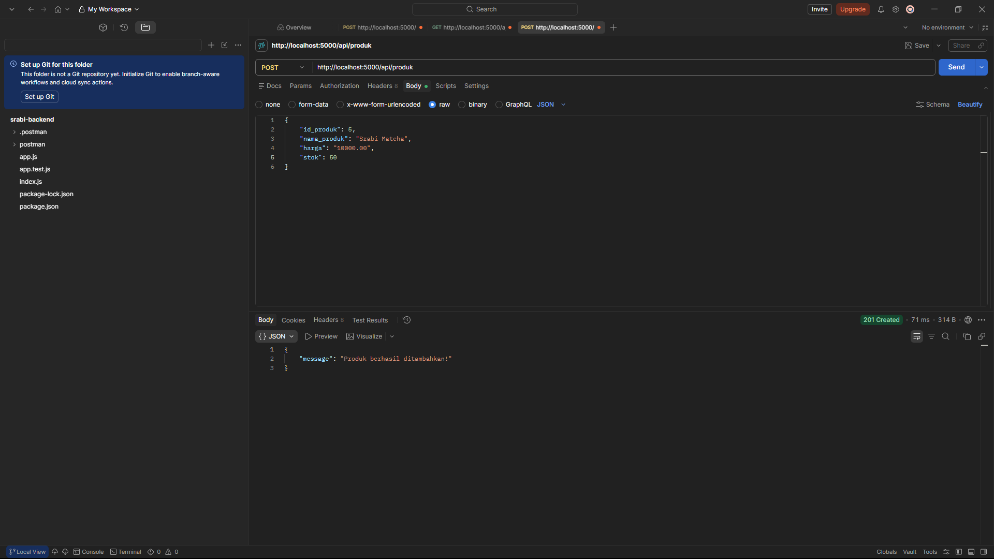 My Workspace
Search
Invite
Upgrade
Overview
POST http://localhost:5000/
GET http://localhost:5000/a
POST http://localhost:5000/
No environment
Set up Git for this folder
This folder is not a Git repository yet. Initialize Git to enable branch-aware
workflows and cloud sync actions.
Set up Git
srabi-backend
.postman
postman
app.js
app.test.js
index.js
package-lock.json
package.json
http://localhost:5000/api/produk
Save
Share
POST
http://localhost:5000/api/produk
Send
Docs
Params
Authorization
Headers 8
Body
Scripts
Settings
none
form-data
x-www-form-urlencoded
raw
binary
GraphQL
JSON
Schema
Beautify
1 {
2 "id_produk": 5,
3 "nama_produk": "Srabi Matcha",
4 "harga": "10000.00",
5 "stok": 50
6 }
Body
Cookies
Headers 8
Test Results
201 Created
71 ms
314 B
{} JSON
Preview
Visualize
1 {
2 "message": "Produk berhasil ditambahkan!"
3 }
Local View
Console
Terminal
0
0
Globals
Vault
Tools